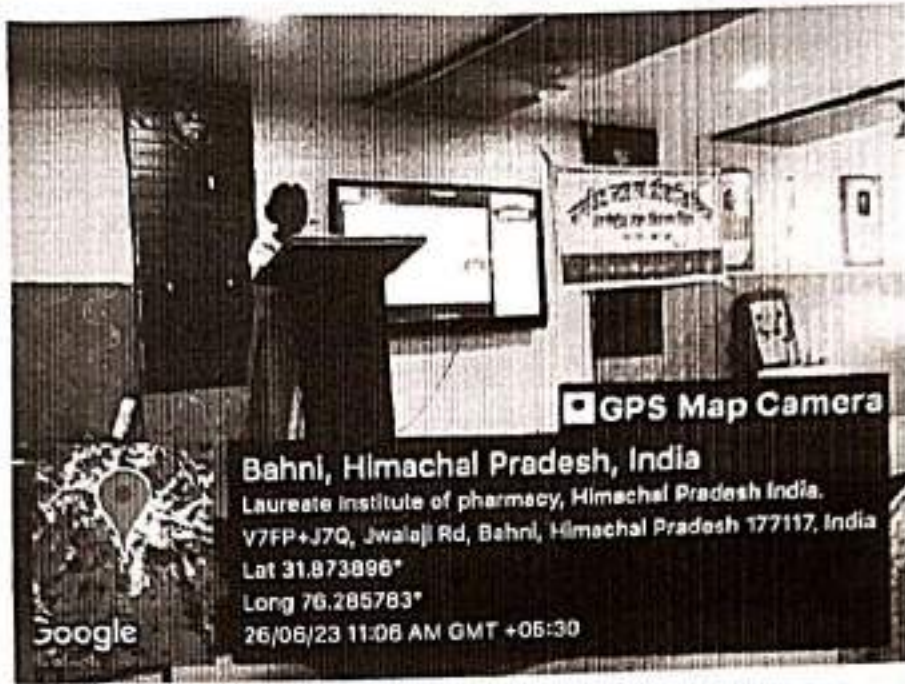 GPS Map Camera
Bahni, Himachal Pradesh, India
Laureate institute of pharmacy, Himachal Pradesh India.
V7FP+J7Q, Jwalaji Rd, Bahni, Himachal Pradesh 177117, India
Lat 31.873896°
Long 76.285783°
26/06/23 11:06 AM GMT +05:30
Google